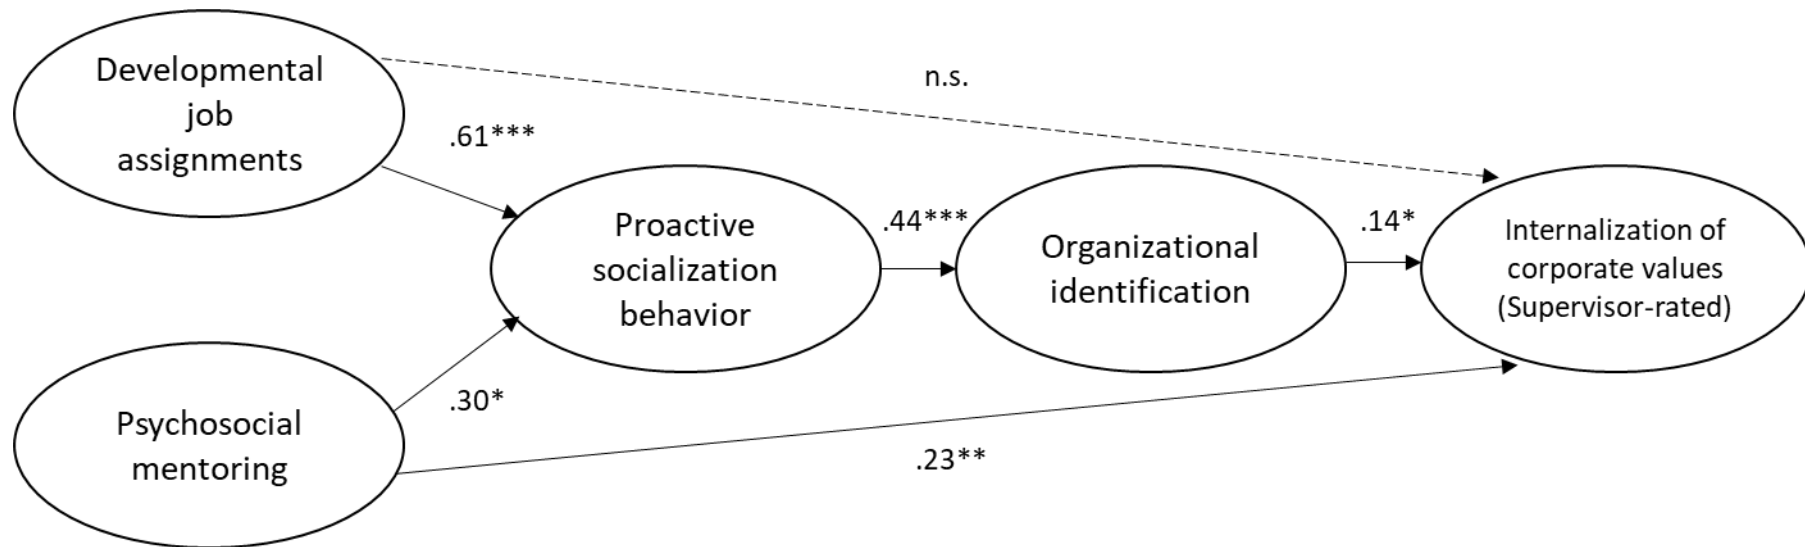 Developmental
job
assignments
n.s.
.61***
Proactive
socialization
behavior
.44***
Organizational
identification
.14*
Internalization of
corporate values
(Supervisor-rated)
Psychosocial
mentoring
.30*
.23**